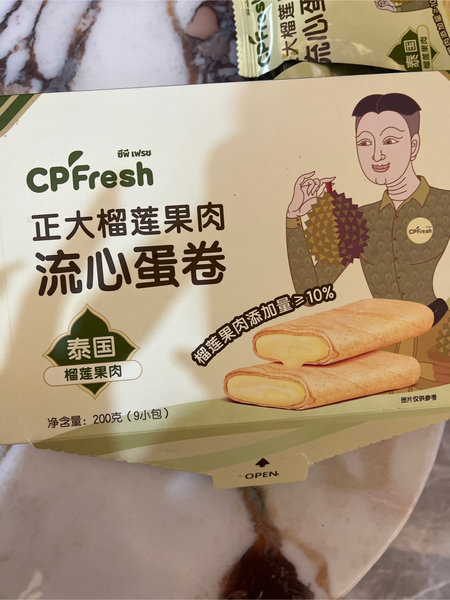 正大榴莲
流心蛋
泰国
榴莲果肉
ซีพี เฟรช
CPFresh
正大榴莲果肉
流心蛋卷
CPFresh
榴莲果肉添加量≥10%
泰国
榴莲果肉
净含量：200克（9小包）
图片仅供参考
OPEN